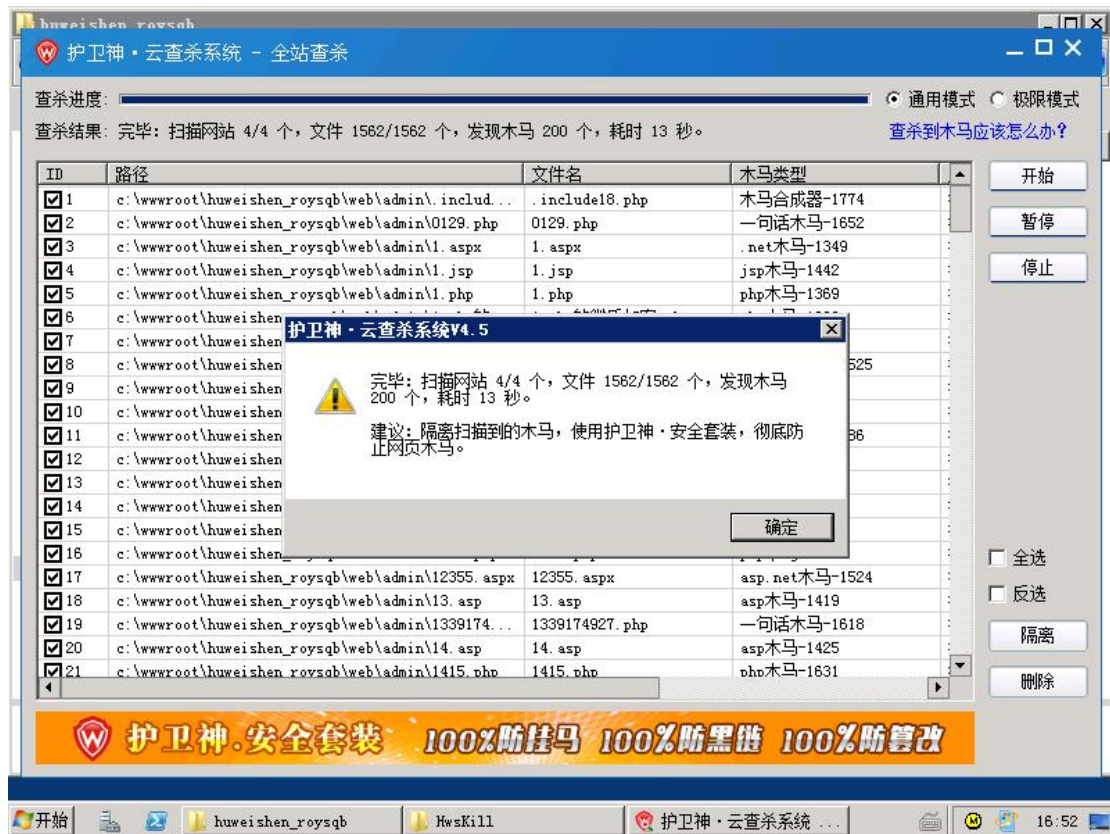 huweishen_roysqb
护卫神·云查杀系统 - 全站查杀
查杀进度:
通用模式 极限模式
查杀结果: 完毕: 扫描网站 4/4 个, 文件 1562/1562 个, 发现木马 200 个, 耗时 13 秒。
查杀到木马应该怎么办?
ID 路径 文件名 木马类型
1 c:\wwwroot\huweishen_roysqb\web\admin\.includ... .include18.php 木马合成器-1774
2 c:\wwwroot\huweishen_roysqb\web\admin\0129.php 0129.php 一句话木马-1652
3 c:\wwwroot\huweishen_roysqb\web\admin\1.aspx 1.aspx .net木马-1349
4 c:\wwwroot\huweishen_roysqb\web\admin\1.jsp 1.jsp jsp木马-1442
5 c:\wwwroot\huweishen_roysqb\web\admin\1.php 1.php php木马-1369
6 c:\wwwroot\huweishen
7 c:\wwwroot\huweishen
8 c:\wwwroot\huweishen 525
9 c:\wwwroot\huweishen
10 c:\wwwroot\huweishen
11 c:\wwwroot\huweishen 86
12 c:\wwwroot\huweishen
13 c:\wwwroot\huweishen
14 c:\wwwroot\huweishen
15 c:\wwwroot\huweishen
16 c:\wwwroot\huweishen
17 c:\wwwroot\huweishen_roysqb\web\admin\12355.aspx 12355.aspx asp.net木马-1524
18 c:\wwwroot\huweishen_roysqb\web\admin\13.asp 13.asp asp木马-1419
19 c:\wwwroot\huweishen_roysqb\web\admin\1339174... 1339174927.php 一句话木马-1618
20 c:\wwwroot\huweishen_roysqb\web\admin\14.asp 14.asp asp木马-1425
21 c:\wwwroot\huweishen_roysqb\web\admin\1415.php 1415.php php木马-1631
护卫神·云查杀系统V4.5
完毕: 扫描网站 4/4 个, 文件 1562/1562 个, 发现木马
200 个, 耗时 13 秒。
建议: 隔离扫描到的木马, 使用护卫神·安全套装, 彻底防
止网页木马。
确定
开始
暂停
停止
全选
反选
隔离
删除
护卫神.安全套装 100%防挂马 100%防黑链 100%防篡改
开始 huweishen_roysqb HwsKill 护卫神·云查杀系统 ... 16:52